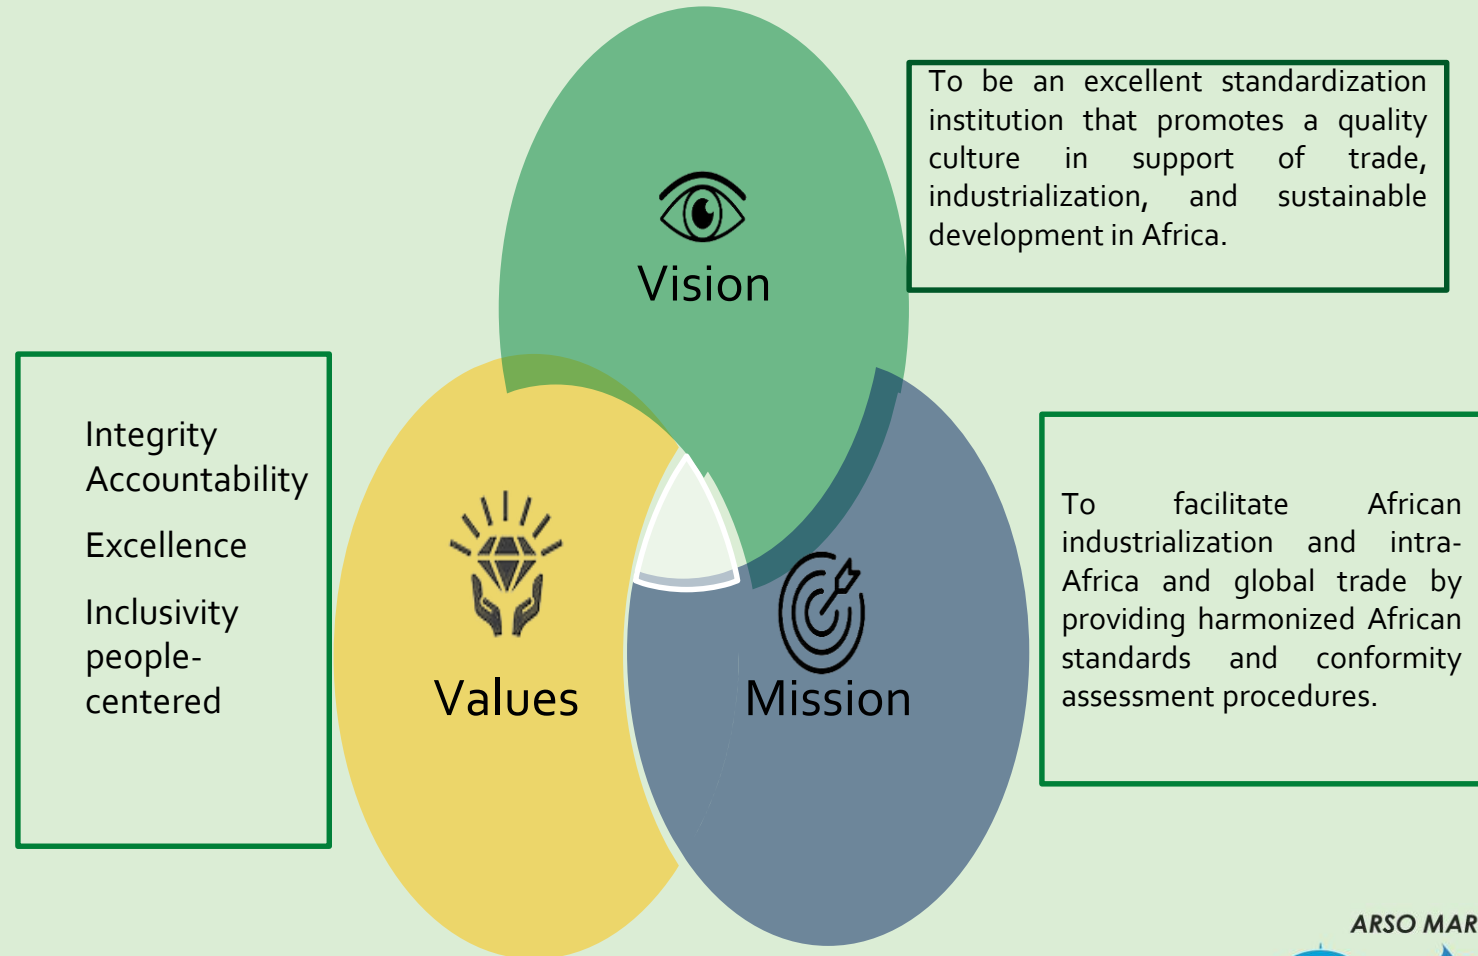 To be an excellent standardization
institution that promotes a quality
culture in support of trade,
industrialization, and sustainable
development in Africa.
Vision
Integrity
Accountability
Excellence
Inclusivity
people-
centered
Values
Mission
To facilitate African
industrialization and intra-
Africa and global trade by
providing harmonized African
standards and conformity
assessment procedures.
ARSO MAR